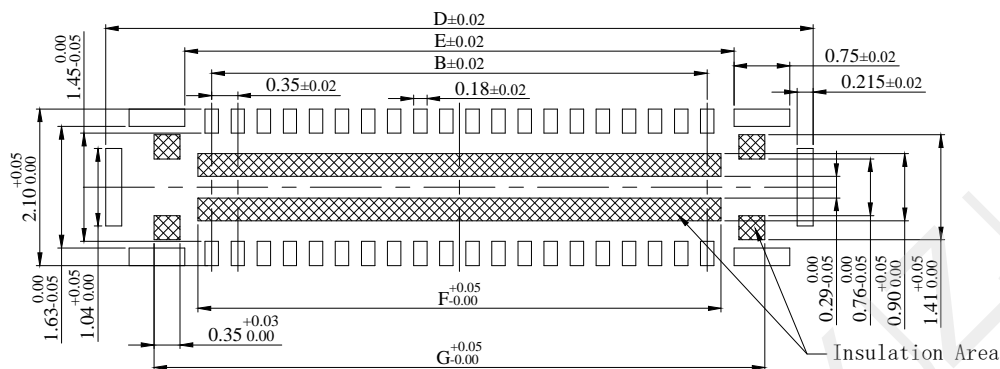 D±0.02
E±0.02
B±0.02
0.75±0.02
0.215±0.02
0.35±0.02
0.18±0.02
1.45 0.00 -0.05
2.10 +0.05 0.00
1.63 0.00 -0.05
1.04 +0.05 0.00
0.35 +0.03 0.00
F +0.05 -0.00
G +0.05 -0.00
0.29 0.00 -0.05
0.76 0.00 -0.05
0.90 +0.05 0.00
1.41 +0.05 0.00
Insulation Area